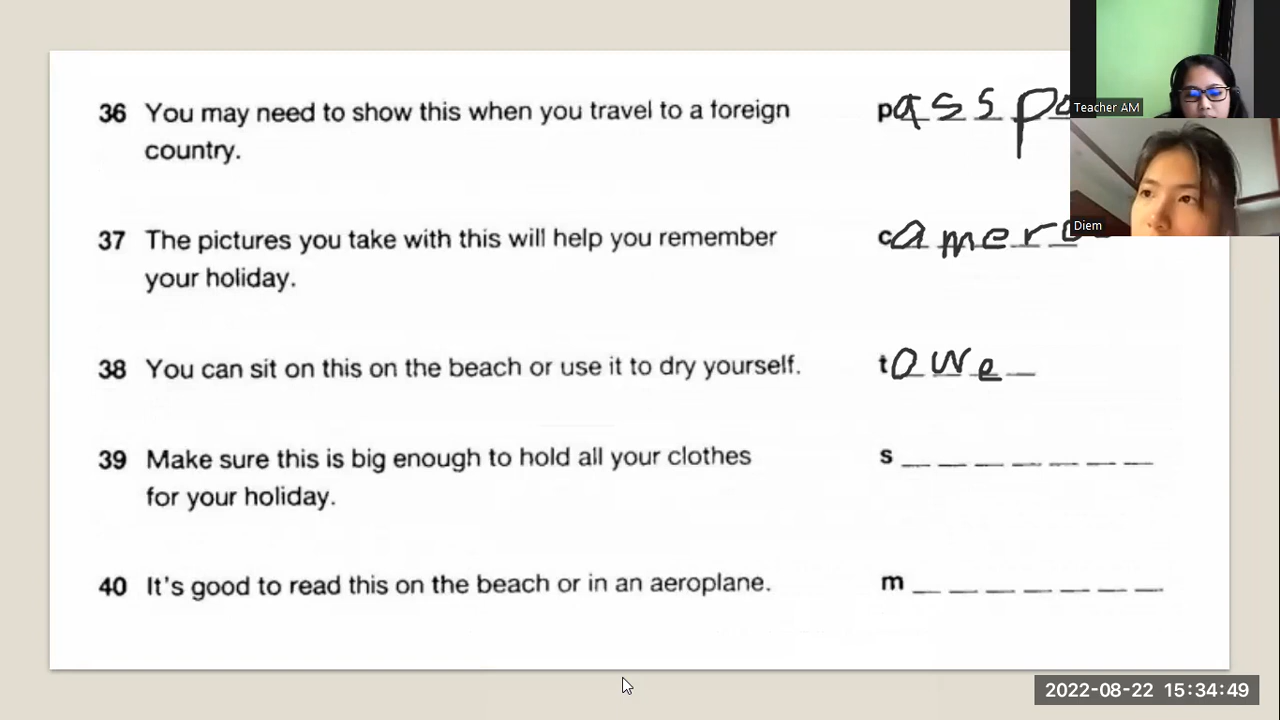 36 You may need to show this when you travel to a foreign passpo
country.
37 The pictures you take with this will help you remember camera
your holiday.
38 You can sit on this on the beach or use it to dry yourself. towe_
39 Make sure this is big enough to hold all your clothes s _ _ _ _ _ _ _
for your holiday.
40 It's good to read this on the beach or in an aeroplane. m _ _ _ _ _ _ _
Teacher AM
Diem
2022-08-22 15:34:49